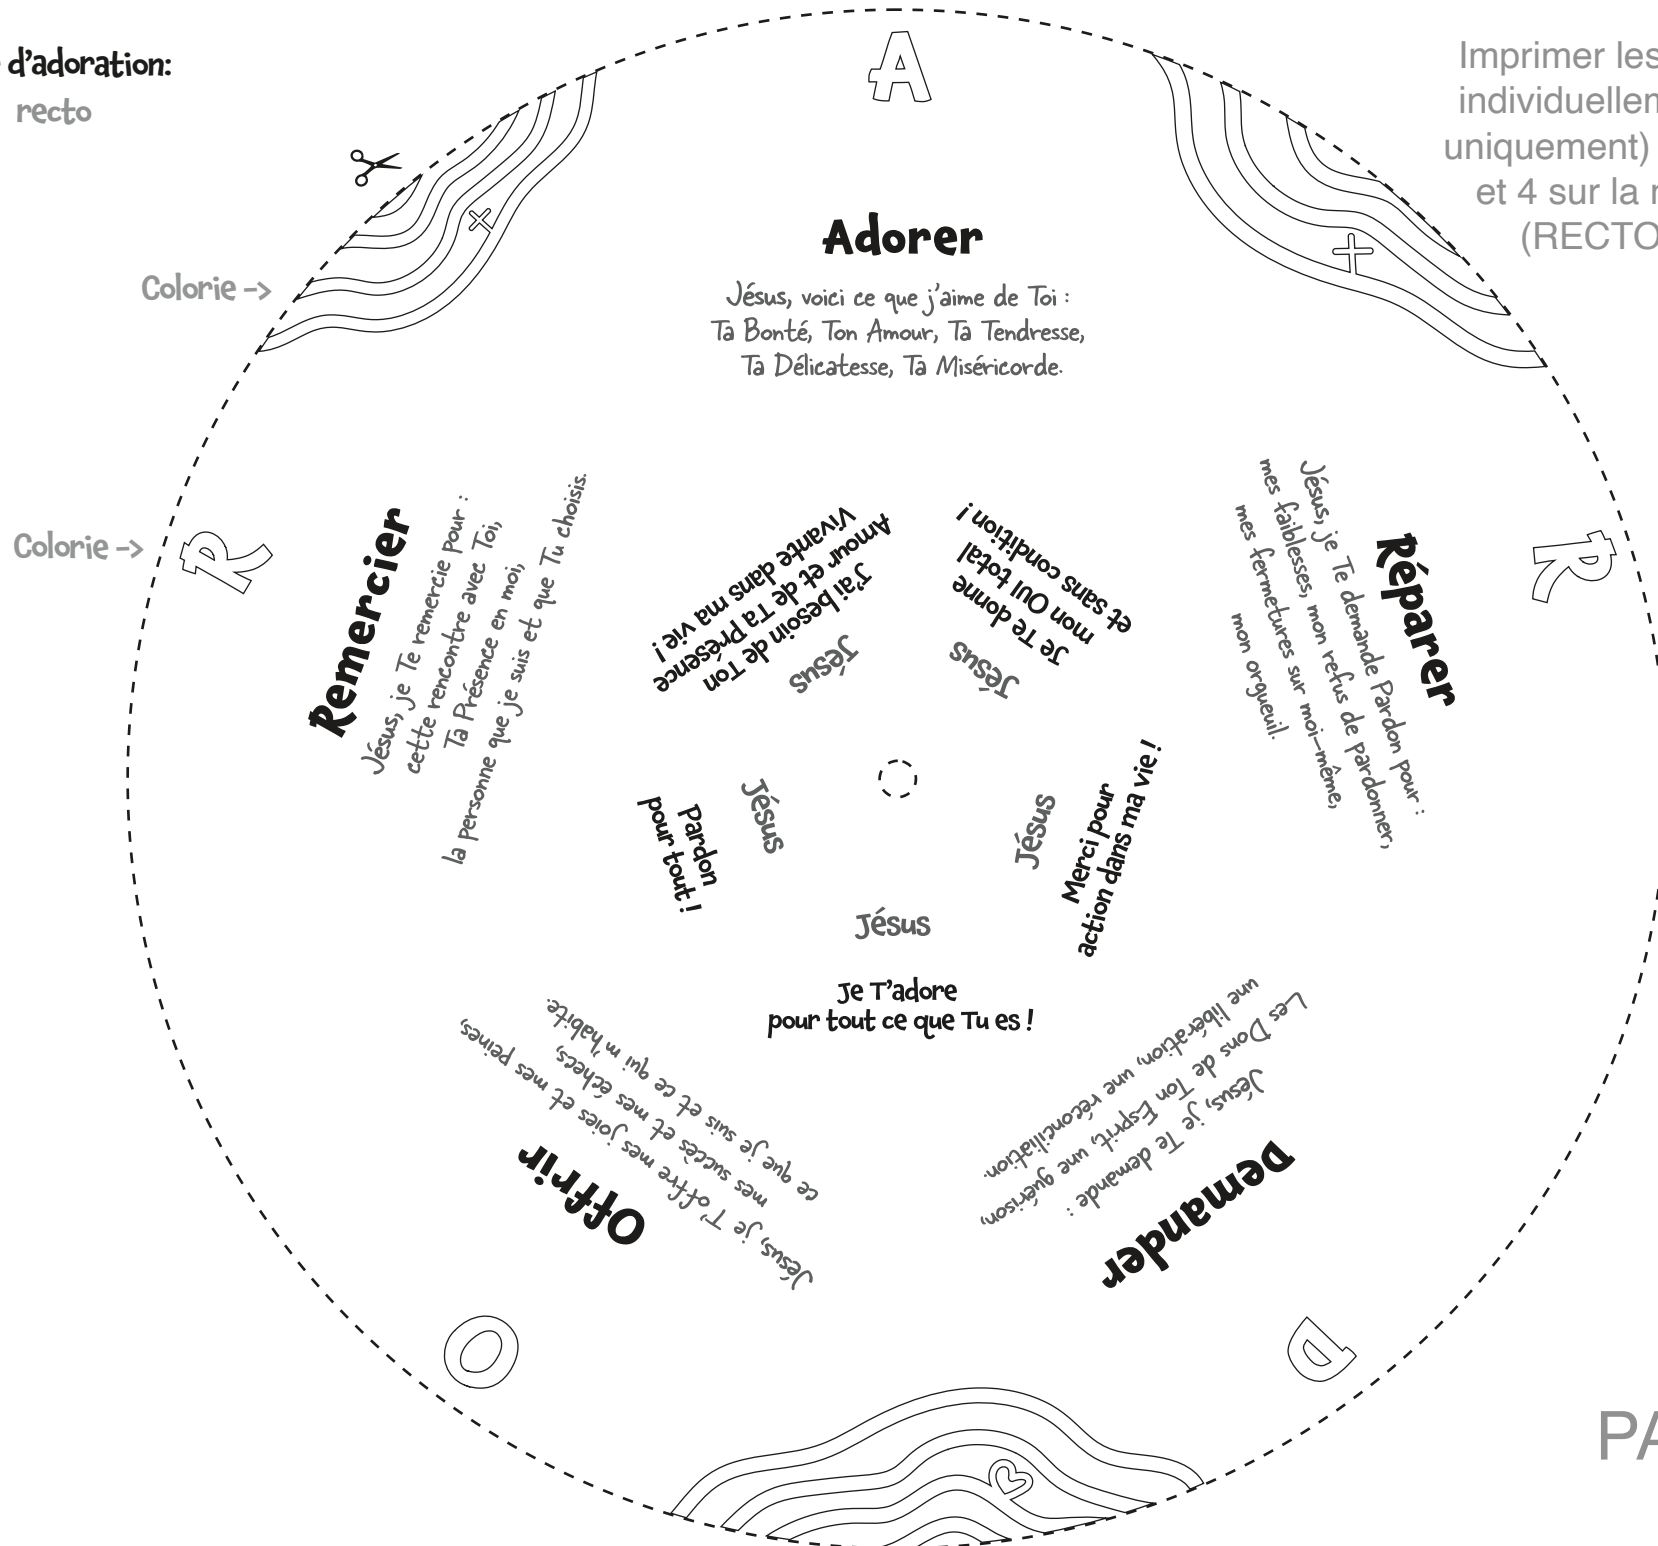 d'adoration:
recto
Imprimer les
individuellem
uniquement)
et 4 sur la
(RECTO
Colorie ->
Colorie ->
A
Adorer
Jésus, voici ce que j'aime de Toi :
Ta Bonté, Ton Amour, Ta Tendresse,
Ta Délicatesse, Ta Miséricorde.
R
Réparer
Jésus, je Te demande Pardon pour :
mes faiblesses, mon refus de pardonner,
mes fermetures sur moi-même,
mon orgueil.
D
Demander
Jésus, je Te demande :
Les Dons de Ton Esprit, une guérison,
une libération, une réconciliation.
O
Offrir
Jésus, je T'offre mes joies et mes peines,
mes succès et mes échecs,
ce que je suis et ce qui m'habite.
R
Remercier
Jésus, je Te remercie pour :
cette rencontre avec Toi,
Ta Présence en moi,
la personne que je suis et que Tu choisis.
Jésus
J'ai besoin de Ton
Amour et de Ta Présence
Vivante dans ma vie !
Jésus
Je Te donne
mon OUI total
et sans condition !
Jésus
Merci pour
action dans ma vie !
Jésus
Je T'adore
pour tout ce que Tu es !
Jésus
Pardon
pour tout !
PA